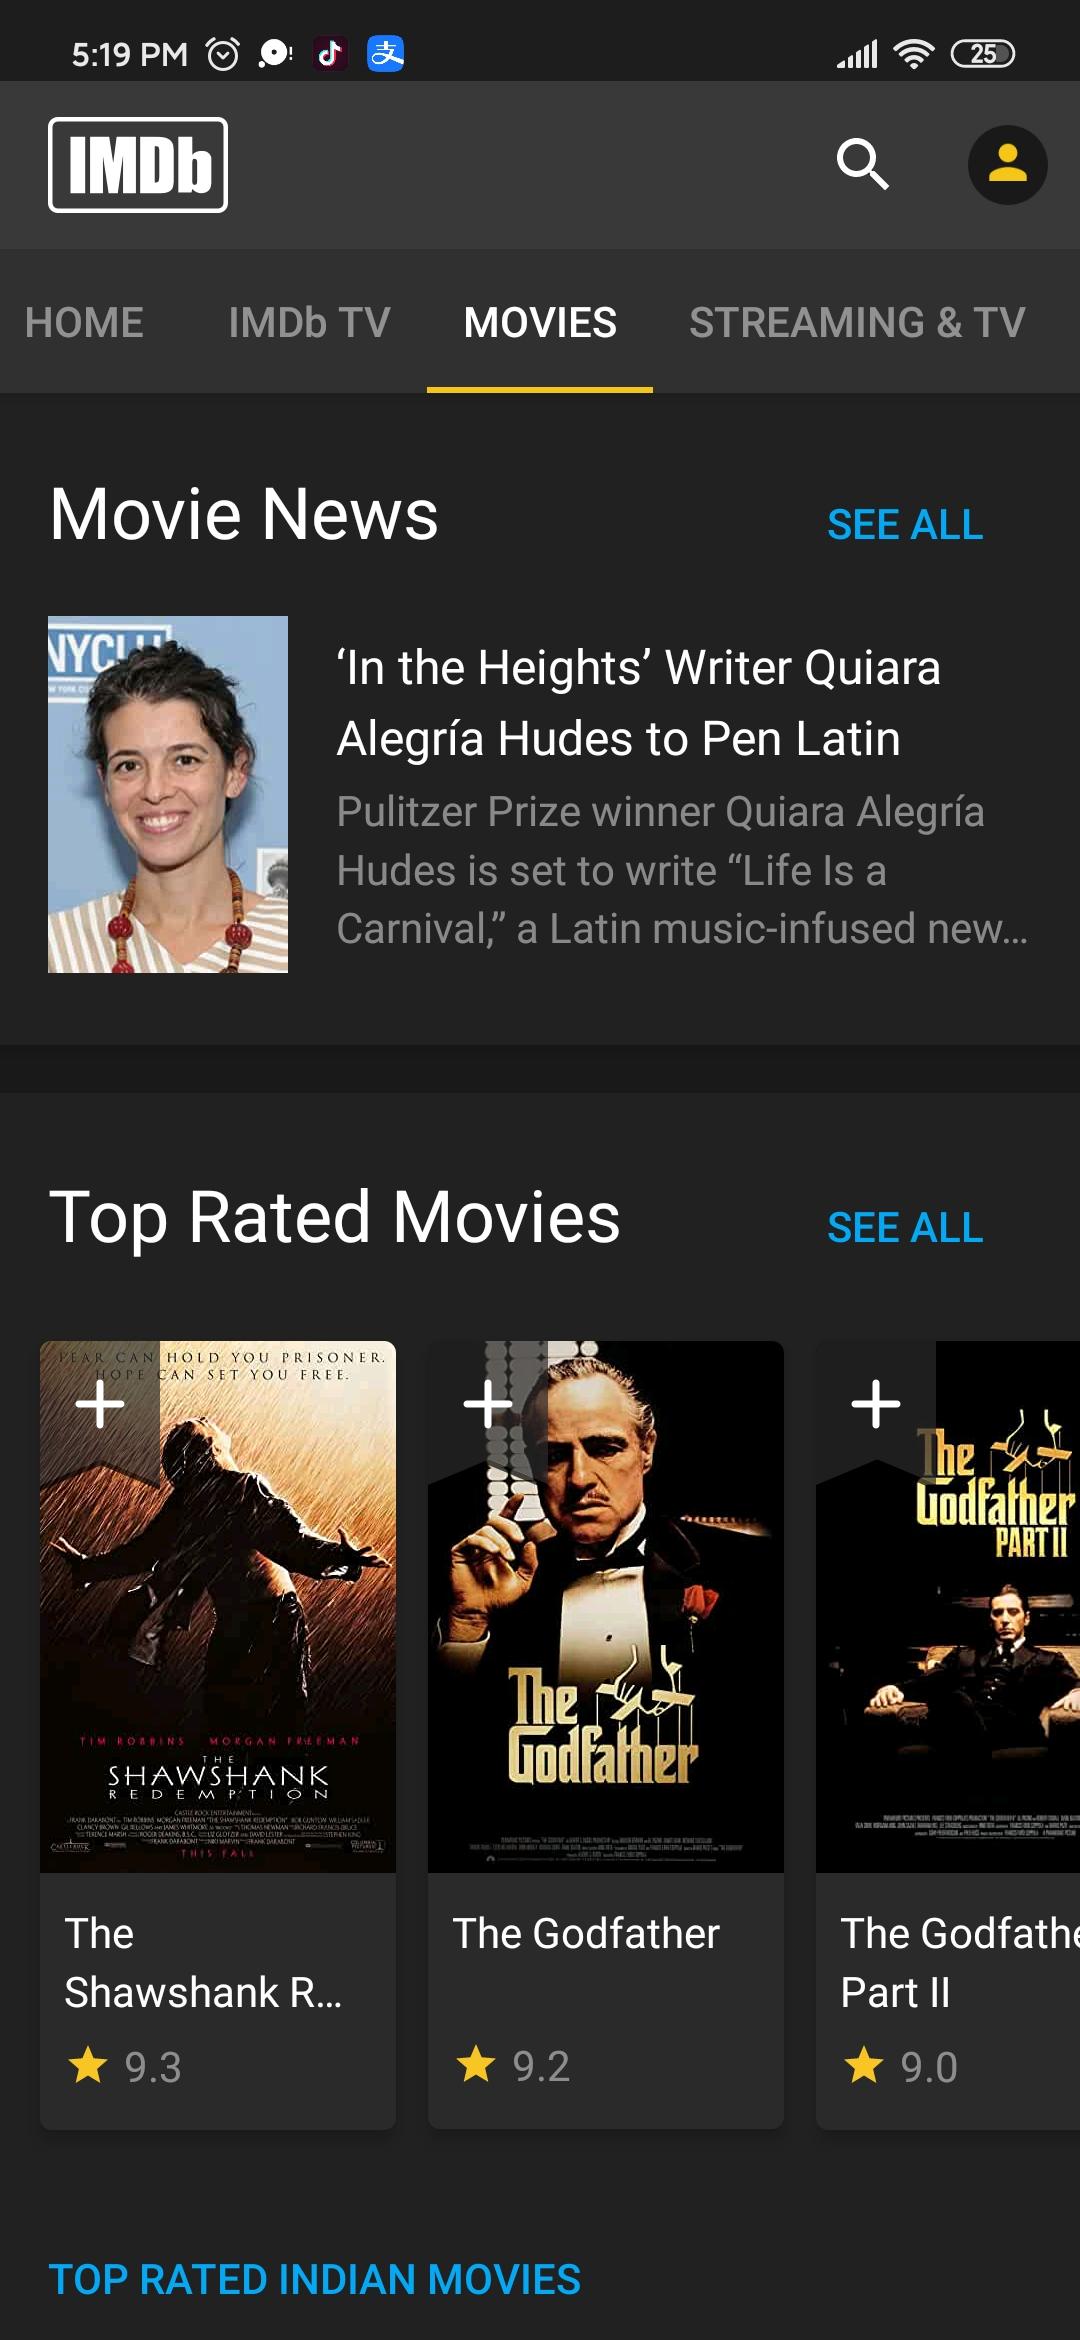 5:19 PM
25
IMDb
HOME IMDb TV MOVIES STREAMING & TV
Movie News
SEE ALL
NYCLU
‘In the Heights’ Writer Quiara
Alegría Hudes to Pen Latin
Pulitzer Prize winner Quiara Alegría
Hudes is set to write “Life Is a
Carnival,” a Latin music-infused new…
Top Rated Movies
SEE ALL
FEAR CAN HOLD YOU PRISONER.
HOPE CAN SET YOU FREE.
TIM ROBBINS MORGAN FREEMAN
THE
SHAWSHANK
REDEMPTION
THIS FALL
The
Shawshank R…
9.3
The
Godfather
The Godfather
9.2
The
Godfather
PART II
The Godfathe
Part II
9.0
TOP RATED INDIAN MOVIES